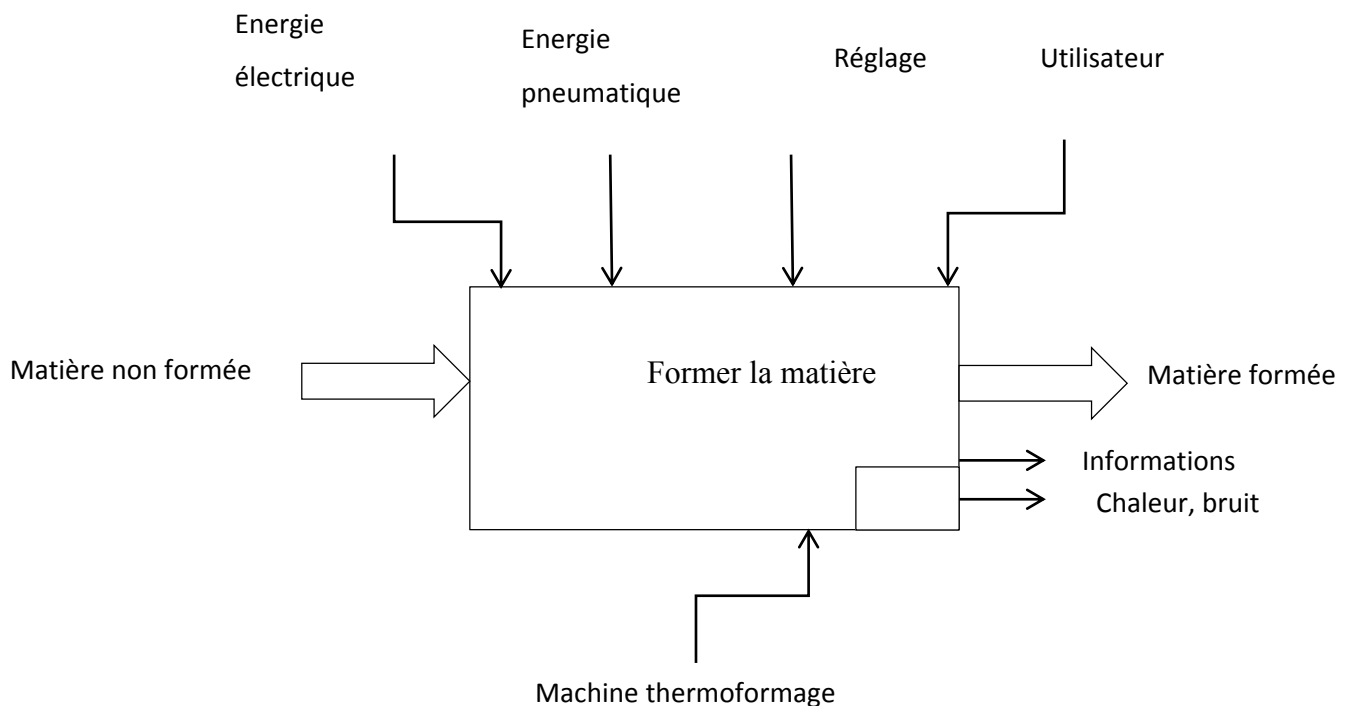 Energie
électrique
Energie
pneumatique
Réglage
Utilisateur
Matière non formée
Former la matière
Matière formée
Informations
Chaleur, bruit
Machine thermoformage